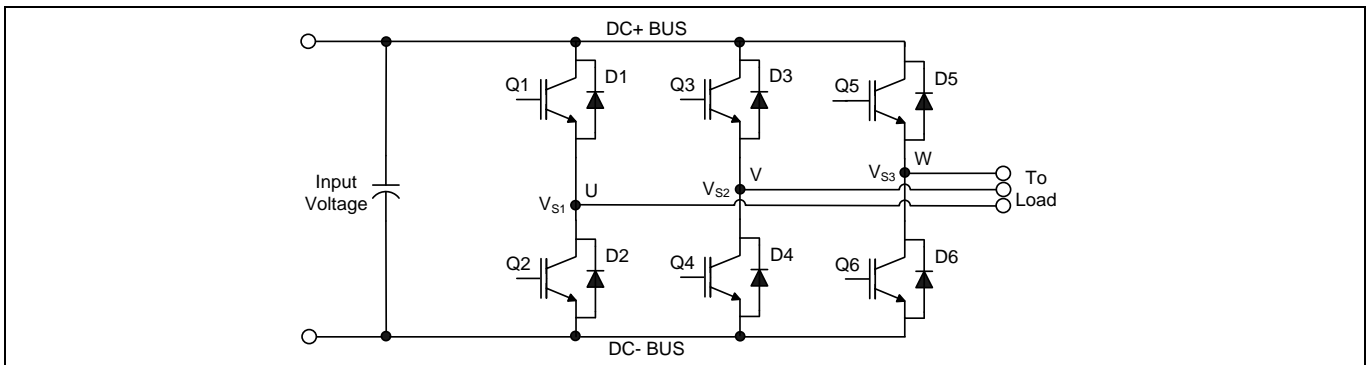 DC+ BUS
Q1
D1
Q3
D3
Q5
D5
Input
Voltage
VS1
U
VS2
V
VS3
W
To
Load
Q2
D2
Q4
D4
Q6
D6
DC- BUS